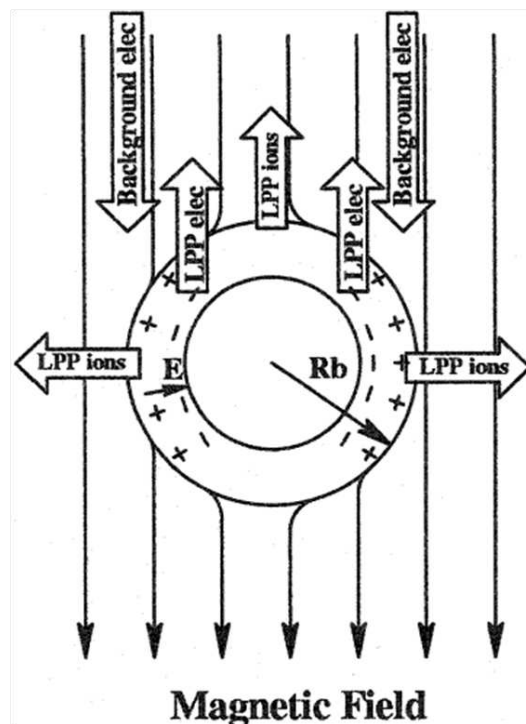 Background elec
Background elec
LPP ions
LPP elec
LPP elec
+ +
+ +
LPP ions
E
Rb
+
LPP ions
+
+
+
+
Magnetic Field